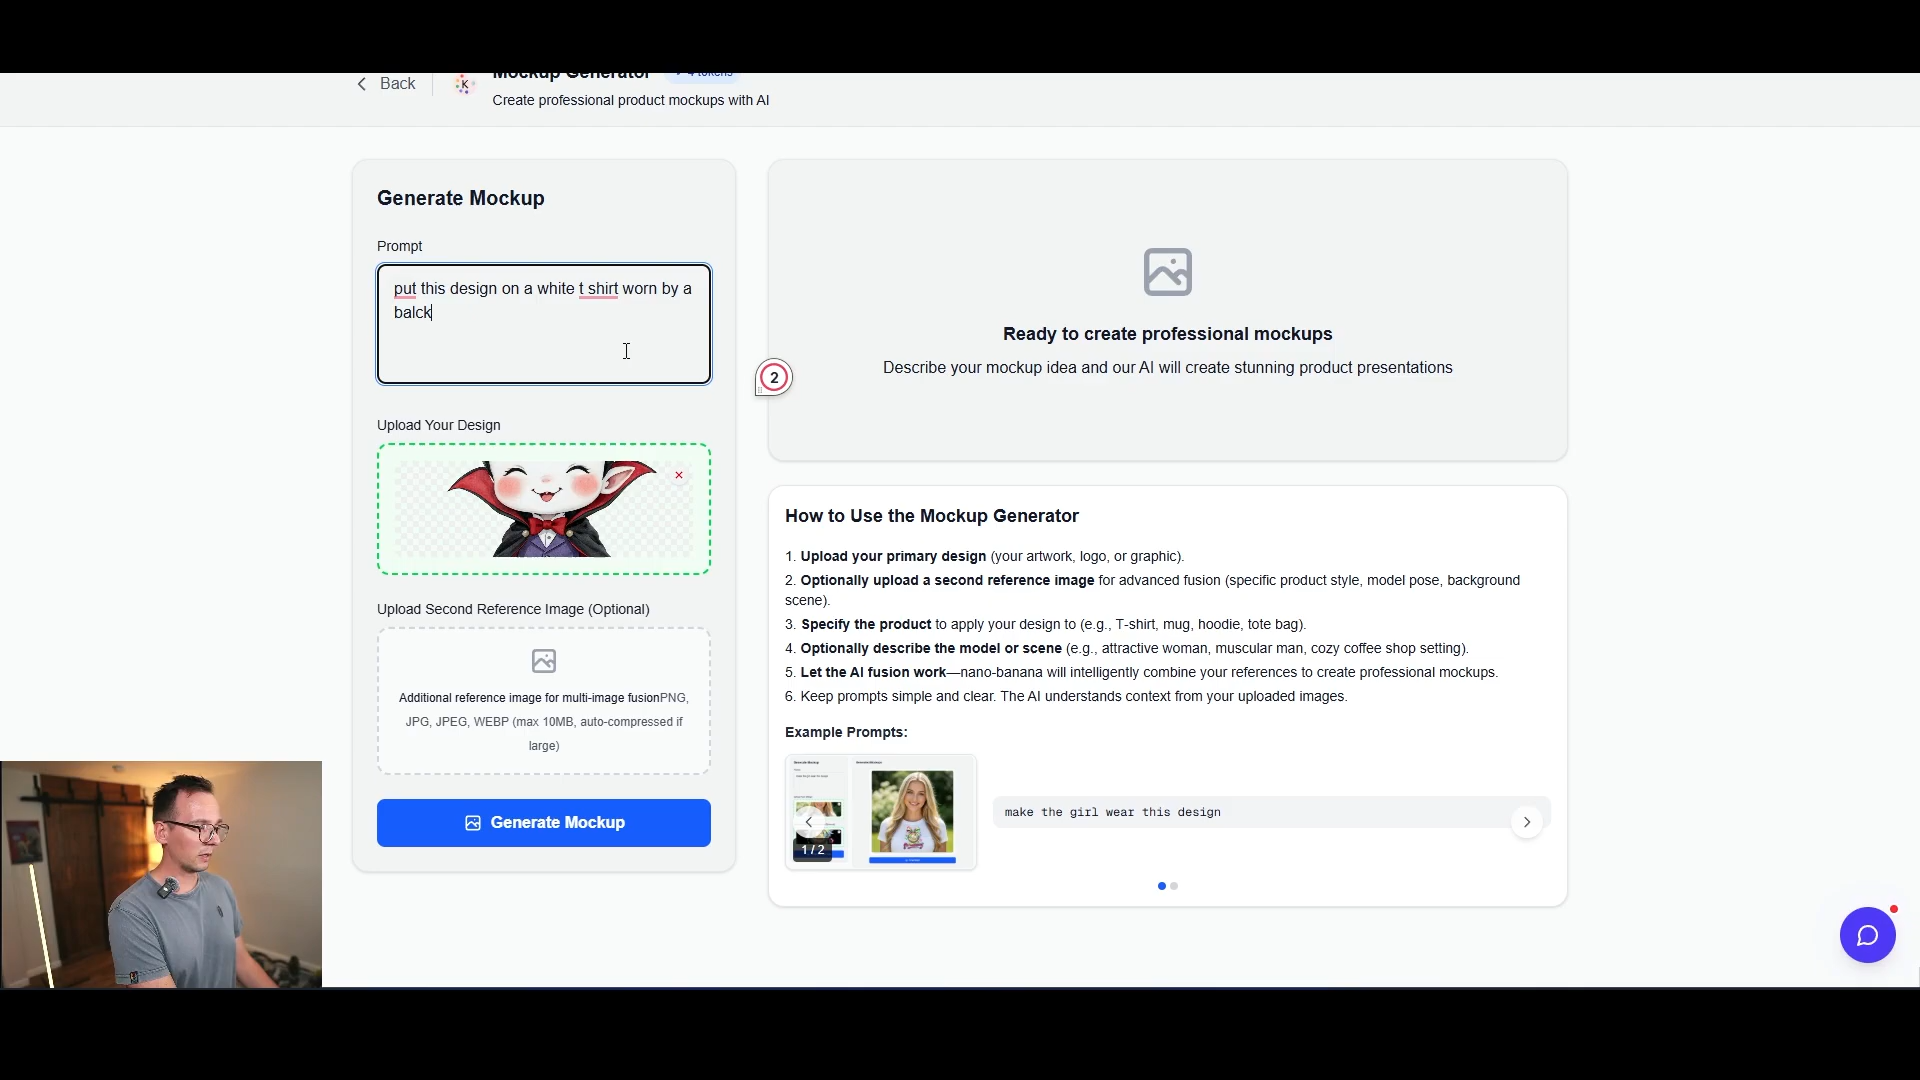 Back
K
Mockup Generator
4 tokens
Create professional product mockups with AI
Generate Mockup
Prompt
put this design on a white t shirt worn by a
balck
Upload Your Design
Upload Second Reference Image (Optional)
Additional reference image for multi-image fusionPNG,
JPG, JPEG, WEBP (max 10MB, auto-compressed if
large)
Generate Mockup
Ready to create professional mockups
Describe your mockup idea and our AI will create stunning product presentations
2
How to Use the Mockup Generator
1. Upload your primary design (your artwork, logo, or graphic).
2. Optionally upload a second reference image for advanced fusion (specific product style, model pose, background
scene).
3. Specify the product to apply your design to (e.g., T-shirt, mug, hoodie, tote bag).
4. Optionally describe the model or scene (e.g., attractive woman, muscular man, cozy coffee shop setting).
5. Let the AI fusion work—nano-banana will intelligently combine your references to create professional mockups.
6. Keep prompts simple and clear. The AI understands context from your uploaded images.
Example Prompts:
1 / 2
make the girl wear this design